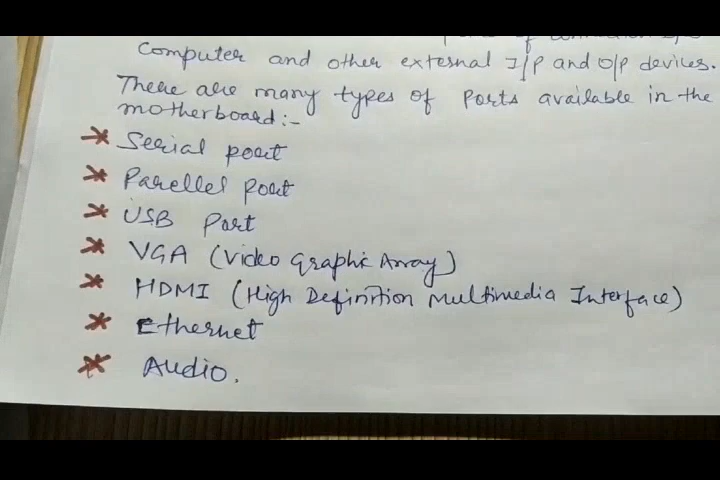 Computer and other external I/P and O/P devices.
There are many types of Ports available in the
motherboard:-
* Serial port
* Parellel port
* USB Port
* VGA (Video Graphic Array)
* HDMI (High Definition Multimedia Interface)
* Ethernet
* Audio.